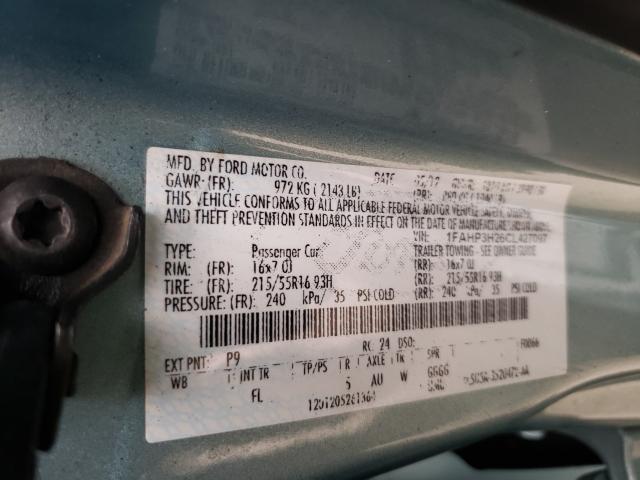 MFD. BY FORD MOTOR CO.
GAWR: (FR): 972 KG ( 2143 LB)
THIS VEHICLE CONFORMS TO ALL APPLICABLE FEDERAL MOTOR VEHICLE SAFETY
AND THEFT PREVENTION STANDARDS IN EFFECT ON THE DATE OF MANUFACTURE
VIN: 1FAHP3H26CL427097
TYPE: Passenger Car TRAILER TOWING - SEE OWNER GUIDE
RIM: (FR) 16x7.0J (RR): 16x7.0J
TIRE: (FR) 215/55R16 93H (RR): 215/55R16 93H
PRESSURE: (FR) 240 kPa/ 35 PSI COLD (RR): 240 kPa/ 35 PSI COLD
RC: 24 DSO: F0066
EXT PNT: P9
WB INT TR TP/PS R AXLE TR SPR
FL 5 AU W GGGG